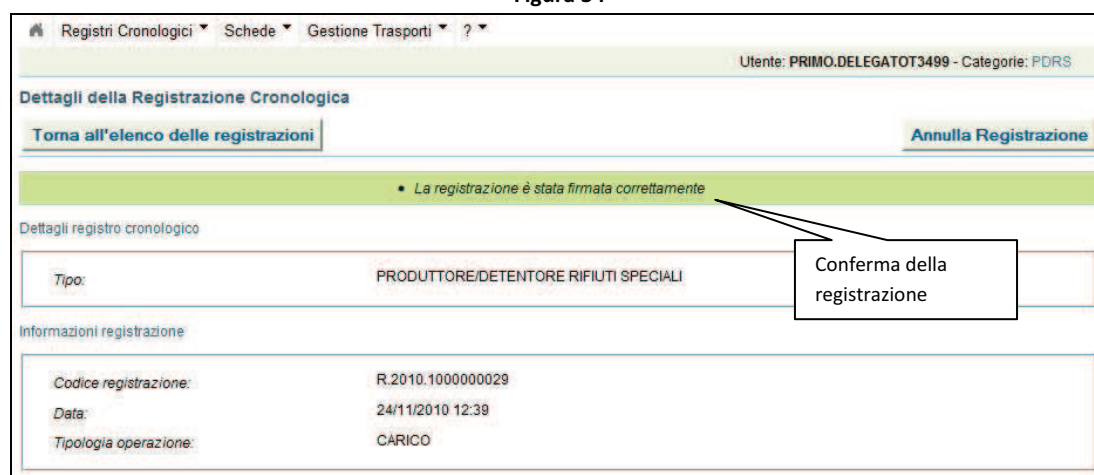 Registri Cronologici Schede Gestione Trasporti ?
Utente: PRIMO.DELEGATOT3499 - Categorie: PDRS
Dettagli della Registrazione Cronologica
Torna all'elenco delle registrazioni Annulla Registrazione
• La registrazione è stata firmata correttamente
Dettagli registro cronologico
Conferma della
registrazione
Tipo: PRODUTTORE/DETENTORE RIFIUTI SPECIALI
Informazioni registrazione
Codice registrazione: R.2010.1000000029
Data: 24/11/2010 12:39
Tipologia operazione: CARICO